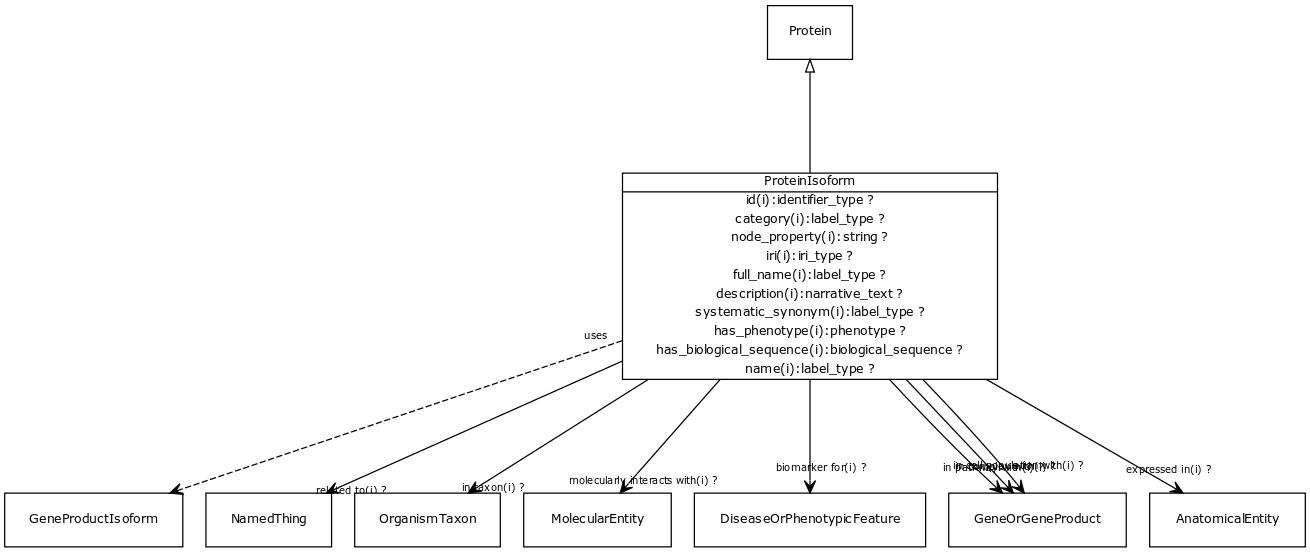 Protein
ProteinIsoform
id(i):identifier_type ?
category(i):label_type ?
node_property(i):string ?
iri(i):iri_type ?
full_name(i):label_type ?
description(i):narrative_text ?
systematic_synonym(i):label_type ?
has_phenotype(i):phenotype ?
has_biological_sequence(i):biological_sequence ?
name(i):label_type ?
uses
related to(i) ?
in taxon(i) ?
molecularly interacts with(i) ?
biomarker for(i) ?
expressed in(i) ?
GeneProductIsoform
NamedThing
OrganismTaxon
MolecularEntity
DiseaseOrPhenotypicFeature
GeneOrGeneProduct
AnatomicalEntity